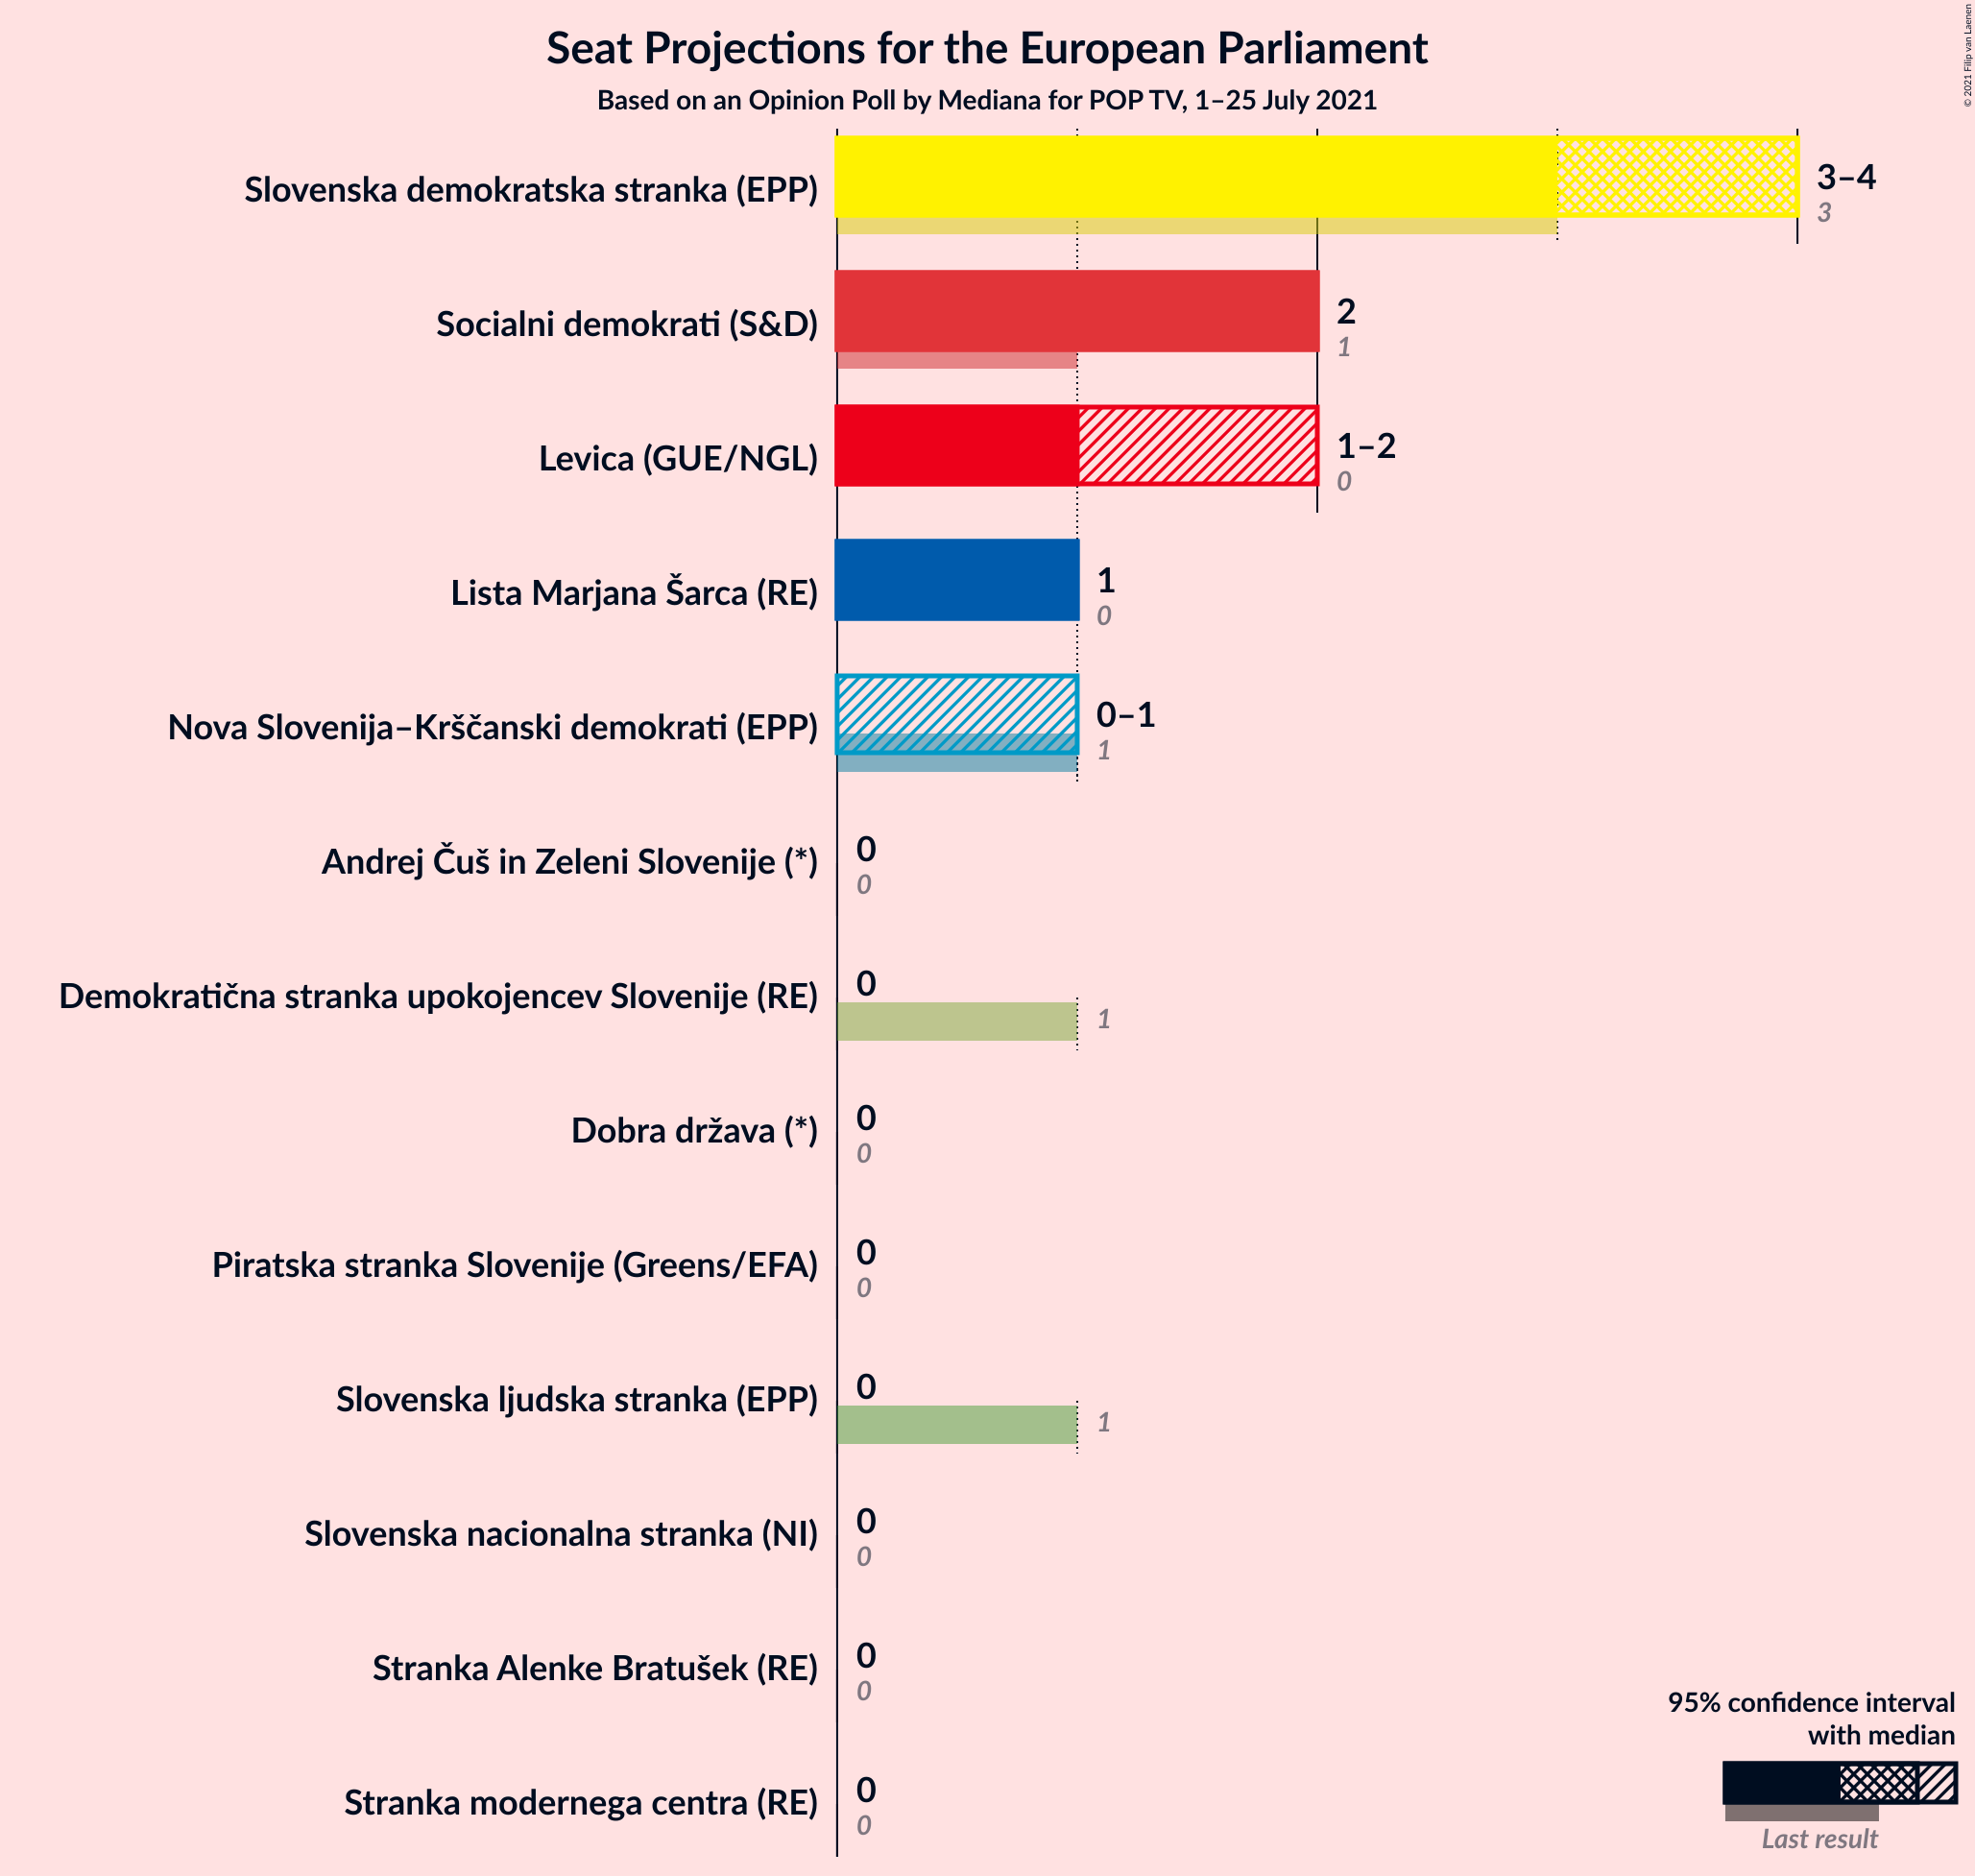 Seat Projections for the European Parliament
Based on an Opinion Poll by Mediana for POP TV, 1–25 July 2021
© 2021 Filip van Laenen
Slovenska demokratska stranka (EPP)
3–4
3
Socialni demokrati (S&D)
2
1
Levica (GUE/NGL)
1–2
0
Lista Marjana Šarca (RE)
1
0
Nova Slovenija–Krščanski demokrati (EPP)
0–1
1
Andrej Čuš in Zeleni Slovenije (*)
0
0
Demokratična stranka upokojencev Slovenije (RE)
0
1
Dobra država (*)
0
0
Piratska stranka Slovenije (Greens/EFA)
0
0
Slovenska ljudska stranka (EPP)
0
1
Slovenska nacionalna stranka (NI)
0
0
Stranka Alenke Bratušek (RE)
0
0
Stranka modernega centra (RE)
0
0
95% confidence interval
with median
Last result